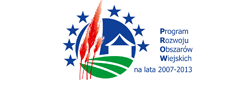 Program
Rozwoju
Obszarów
Wiejskich
na lata 2007-2013